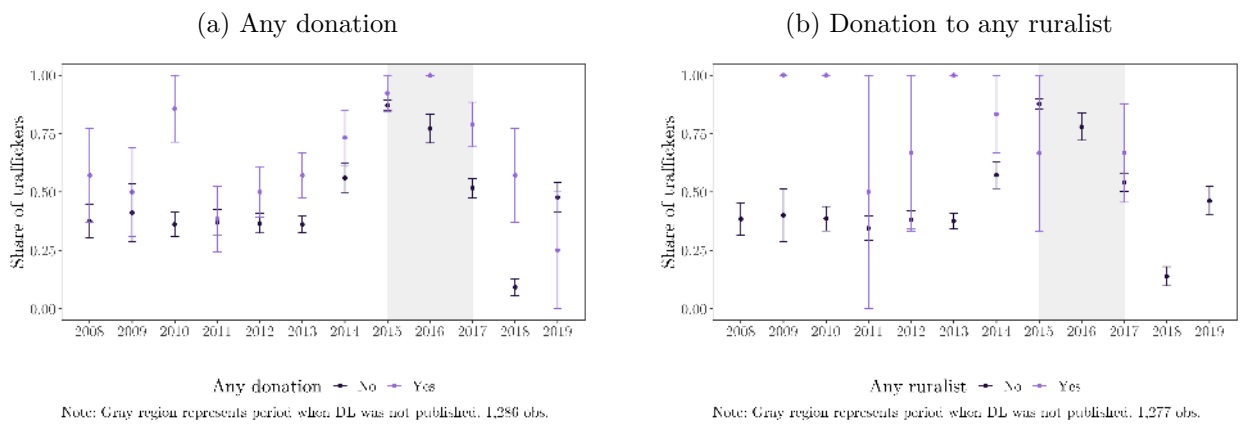 (a) Any donation
Share of traffickers
1.00
0.75
0.50
0.25
0.00
2008 2009 2010 2011 2012 2013 2014 2015 2016 2017 2018 2019
Any donation No Yes
Note: Gray region represents period when DL was not published. 1,286 obs.
(b) Donation to any ruralist
Share of traffickers
1.00
0.75
0.50
0.25
0.00
2008 2009 2010 2011 2012 2013 2014 2015 2016 2017 2018 2019
Any ruralist No Yes
Note: Gray region represents period when DL was not published. 1,277 obs.